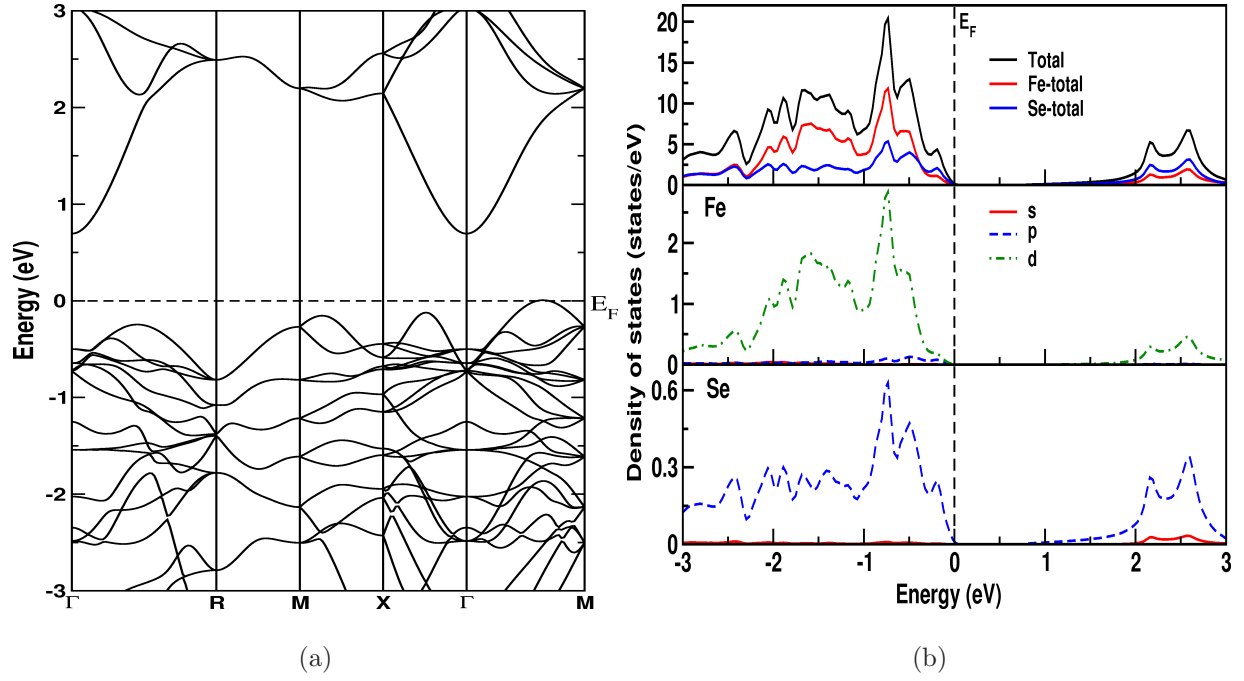 3
2
1
0
-1
-2
-3
Energy (eV)
E_F
Γ R M X Γ M
(a)
20
15
10
5
0
E_F
Total
Fe-total
Se-total
Density of states (states/eV)
2
1
0
Fe
s
p
d
0.6
0.3
0
Se
-3 -2 -1 0 1 2 3
Energy (eV)
(b)